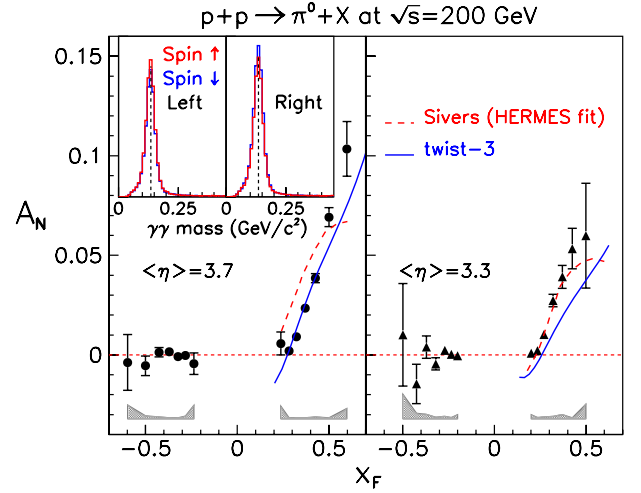 p+p → π⁰+X at √s=200 GeV
0.15
0.1
0.05
0
A_N
Spin ↑
Spin ↓
Left
Right
0
0.25
0
0.25
γγ mass (GeV/c²)
Sivers (HERMES fit)
twist−3
<η>=3.7
<η>=3.3
−0.5
0
0.5
−0.5
0
0.5
x_F